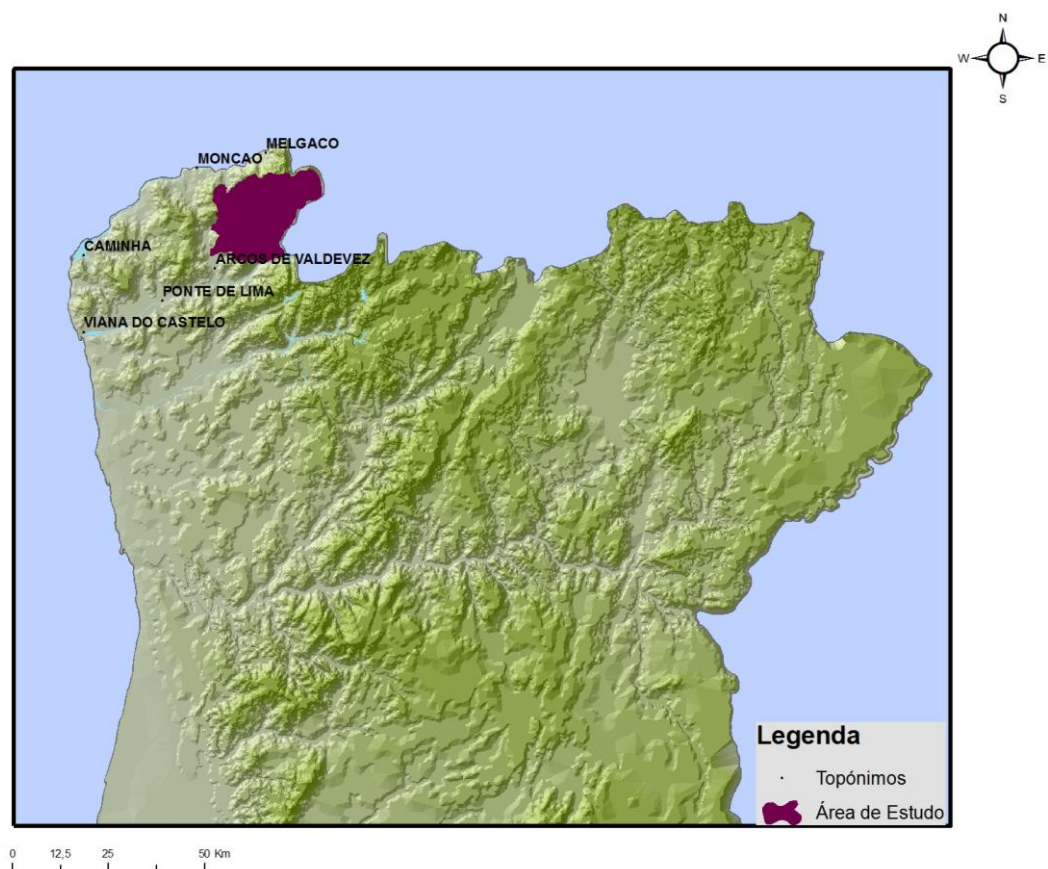 N
W E
S
MELGACO
MONCAO
CAMINHA
ARCOS DE VALDEVEZ
PONTE DE LIMA
VIANA DO CASTELO
Legenda
Topónimos
Área de Estudo
0 12,5 25 50 Km